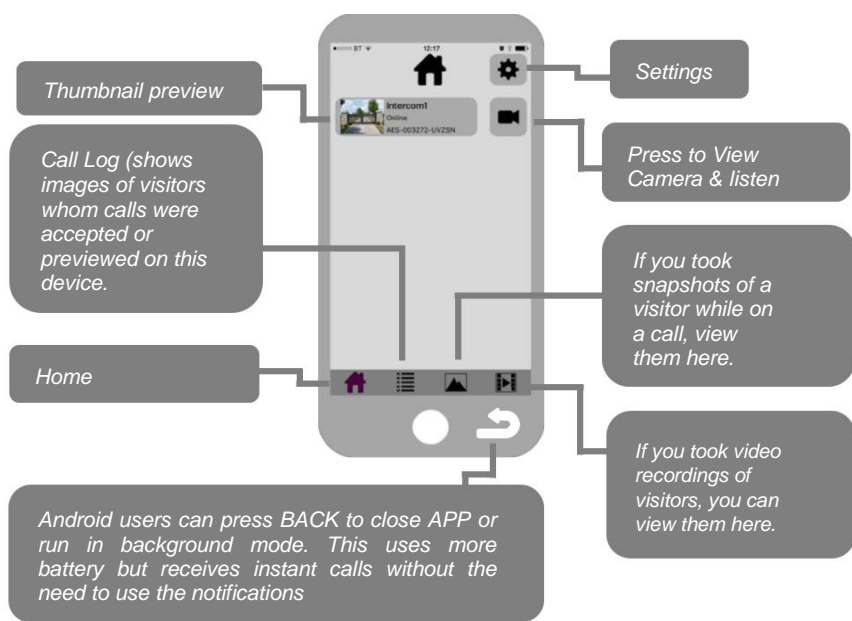 BT
12:17
Settings
Thumbnail preview
Intercom1
Online
AES-003272-UVZSN
Call Log (shows
images of visitors
whom calls were
accepted or
previewed on this
device.
Press to View
Camera & listen
If you took
snapshots of a
visitor while on
a call, view
them here.
Home
If you took video
recordings of
visitors, you can
view them here.
Android users can press BACK to close APP or
run in background mode. This uses more
battery but receives instant calls without the
need to use the notifications